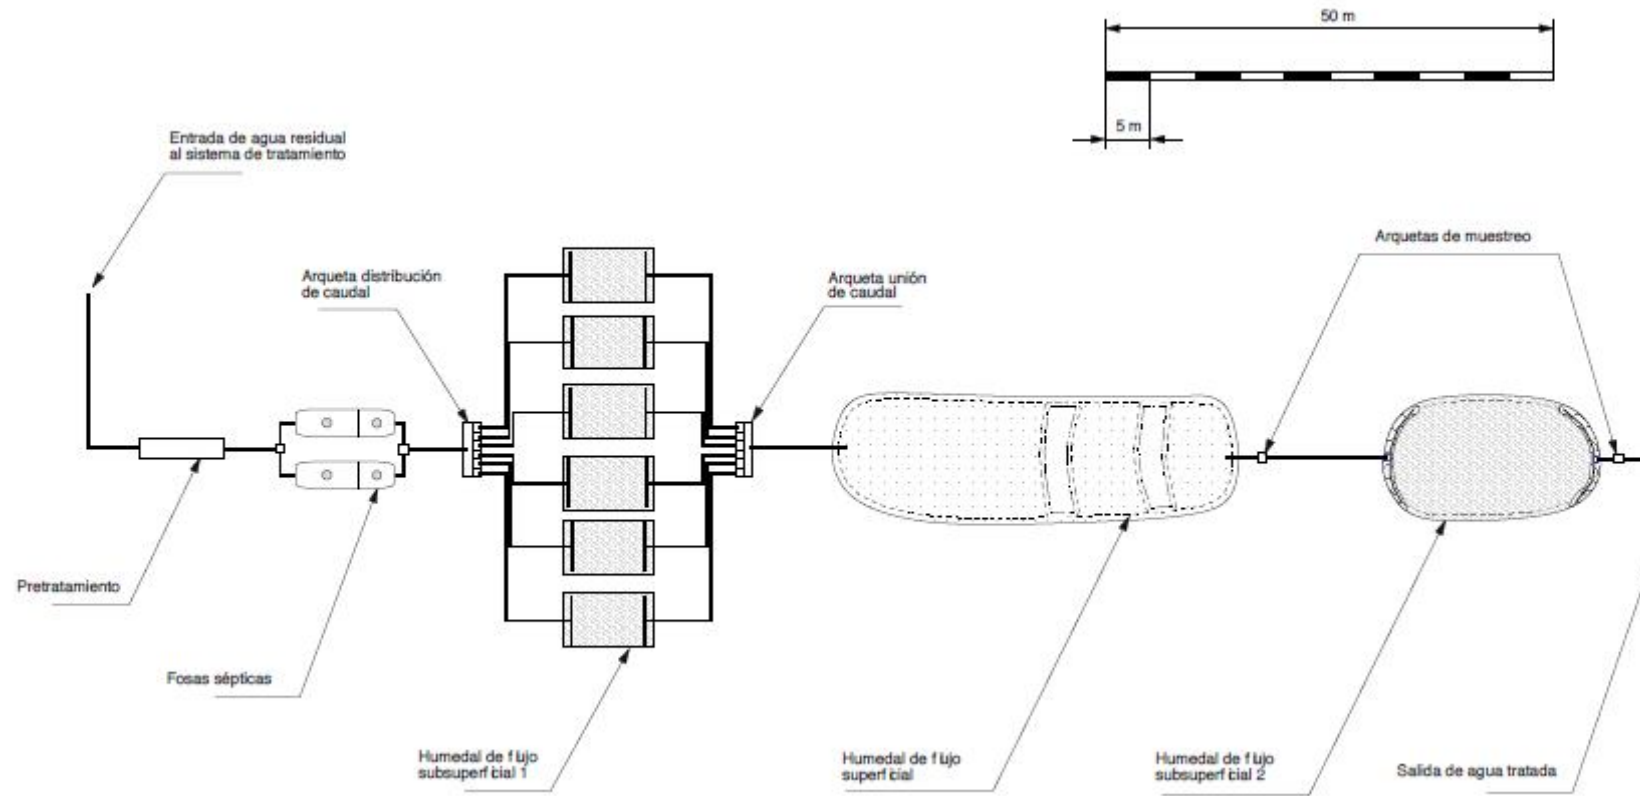 50 m
5 m
Entrada de agua residual
al sistema de tratamiento
Arquetas de muestreo
Arqueta distribución
de caudal
Arqueta unión
de caudal
Pretratamiento
Fosas sépticas
Humedal de flujo
subsuperficial 1
Humedal de flujo
superficial
Humedal de flujo
subsuperficial 2
Salida de agua tratada